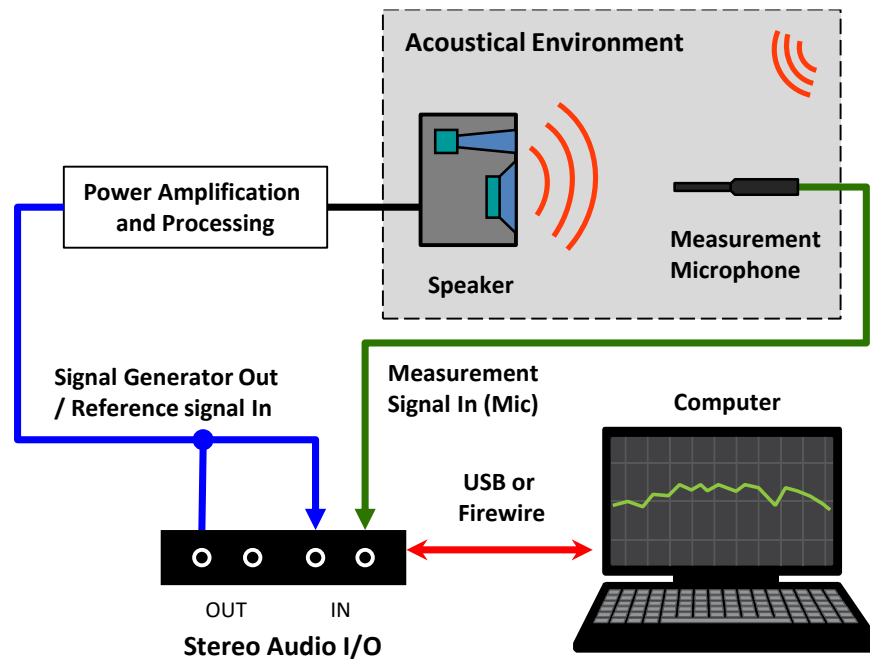 Acoustical Environment
Power Amplification
and Processing
Speaker
Measurement
Microphone
Signal Generator Out
/ Reference signal In
Measurement
Signal In (Mic)
Computer
USB or
Firewire
OUT
IN
Stereo Audio I/O